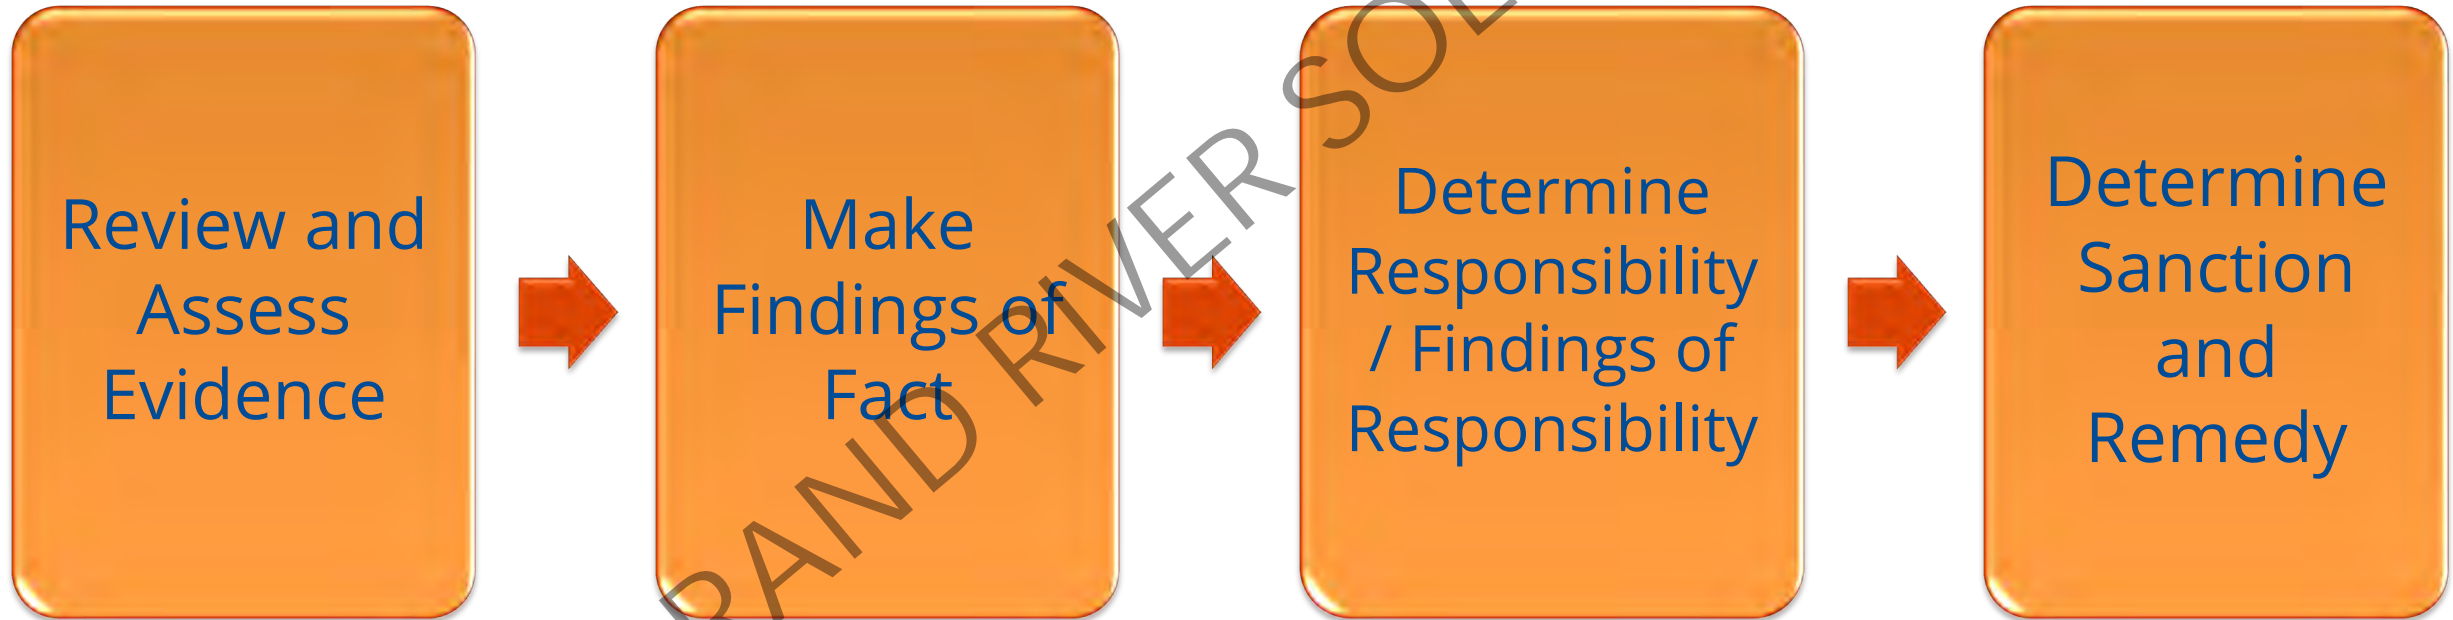 Review and
Assess
Evidence
Make
Findings of
Fact
Determine
Responsibility
/ Findings of
Responsibility
Determine
Sanction
and
Remedy
RAND RIVER SOL